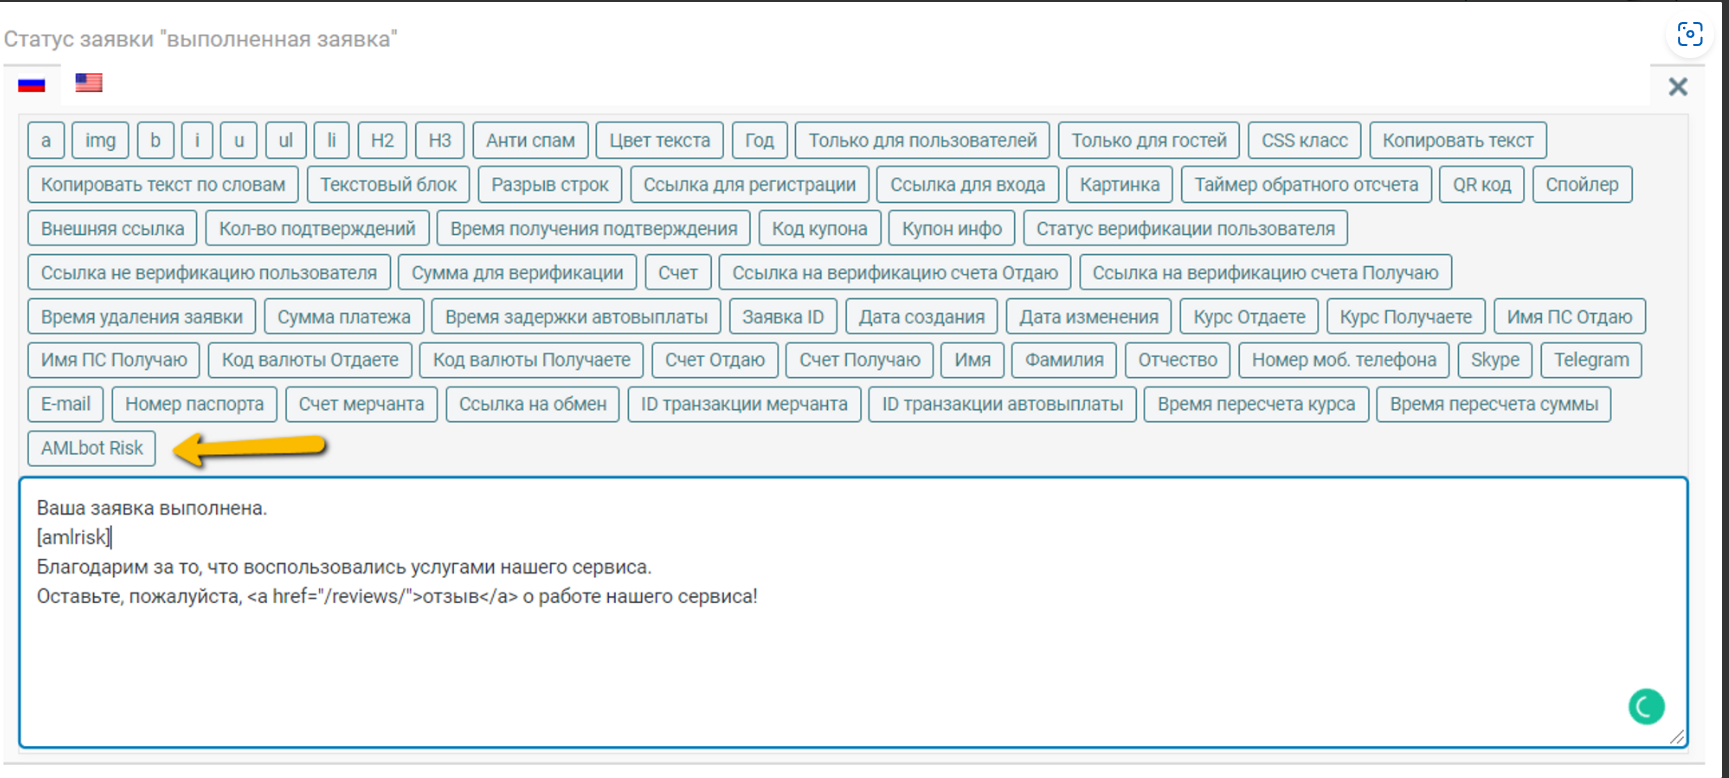 Статус заявки "выполненная заявка"
a img b i u ul li H2 H3 Анти спам Цвет текста Год Только для пользователей Только для гостей CSS класс Копировать текст
Копировать текст по словам Текстовый блок Разрыв строк Ссылка для регистрации Ссылка для входа Картинка Таймер обратного отсчета QR код Спойлер
Внешняя ссылка Кол-во подтверждений Время получения подтверждения Код купона Купон инфо Статус верификации пользователя
Ссылка не верификацию пользователя Сумма для верификации Счет Ссылка на верификацию счета Отдаю Ссылка на верификацию счета Получаю
Время удаления заявки Сумма платежа Время задержки автовыплаты Заявка ID Дата создания Дата изменения Курс Отдаете Курс Получаете Имя ПС Отдаю
Имя ПС Получаю Код валюты Отдаете Код валюты Получаете Счет Отдаю Счет Получаю Имя Фамилия Отчество Номер моб. телефона Skype Telegram
E-mail Номер паспорта Счет мерчанта Ссылка на обмен ID транзакции мерчанта ID транзакции автовыплаты Время пересчета курса Время пересчета суммы
AMLbot Risk
Ваша заявка выполнена.
[amlrisk]
Благодарим за то, что воспользовались услугами нашего сервиса.
Оставьте, пожалуйста, <a href="/reviews/">отзыв</a> о работе нашего сервиса!